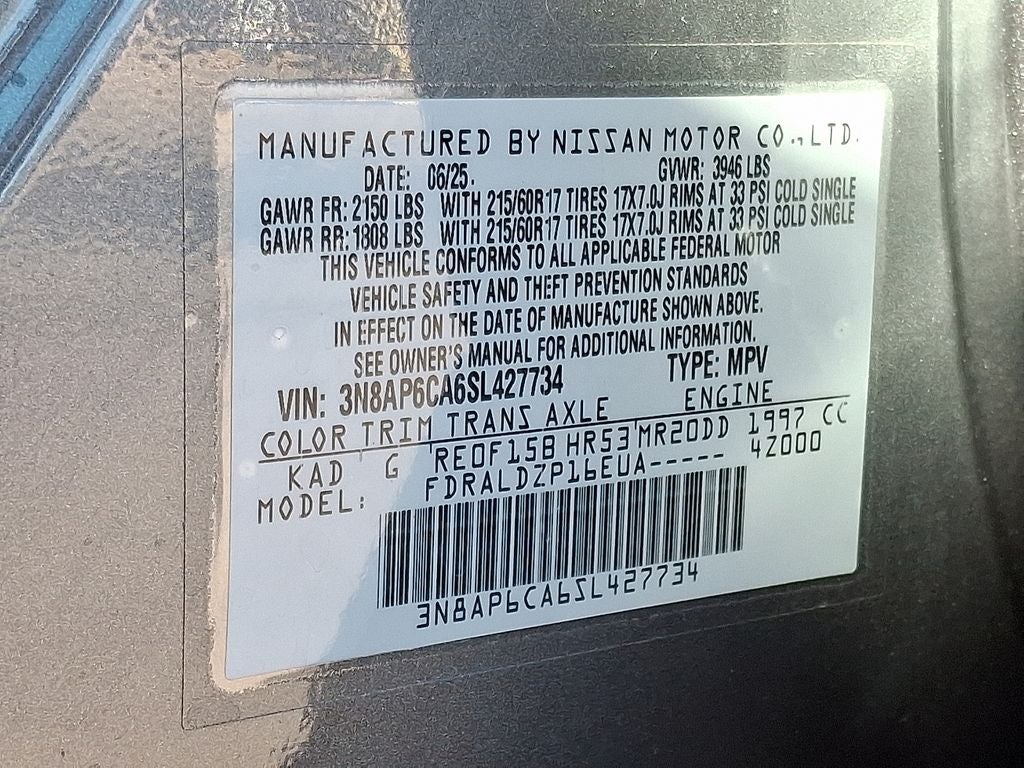 MANUFACTURED BY NISSAN MOTOR CO., LTD.
DATE: 06/25. GVWR: 3946 LBS
GAWR FR: 2150 LBS WITH 215/60R17 TIRES 17X7.0J RIMS AT 33 PSI COLD SINGLE
GAWR RR: 1808 LBS WITH 215/60R17 TIRES 17X7.0J RIMS AT 33 PSI COLD SINGLE
THIS VEHICLE CONFORMS TO ALL APPLICABLE FEDERAL MOTOR
VEHICLE SAFETY AND THEFT PREVENTION STANDARDS
IN EFFECT ON THE DATE OF MANUFACTURE SHOWN ABOVE.
SEE OWNER'S MANUAL FOR ADDITIONAL INFORMATION.
VIN: 3N8AP6CA6SL427734 TYPE: MPV
COLOR TRIM TRANS AXLE ENGINE
KAD G RE0F15B HR53 MR20DD 1997 CC
MODEL: FDRALDZP16EUA----- 42000
3N8AP6CA6SL427734